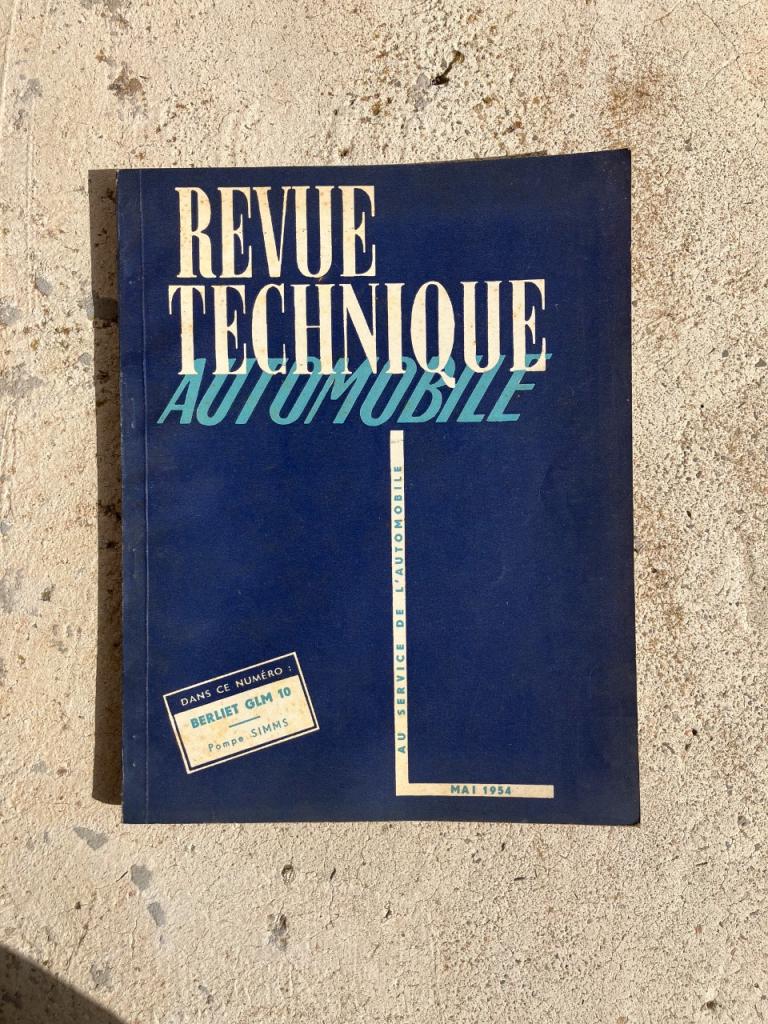 REVUE
TECHNIQUE
AUTOMOBILE
AU SERVICE DE L'AUTOMOBILE
DANS CE NUMÉRO :
BERLIET GLM 10
Pompe SIMMS
MAI 1954